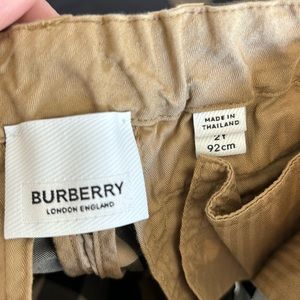 BURBERRY
LONDON ENGLAND
MADE IN
THAILAND
2Y
92cm